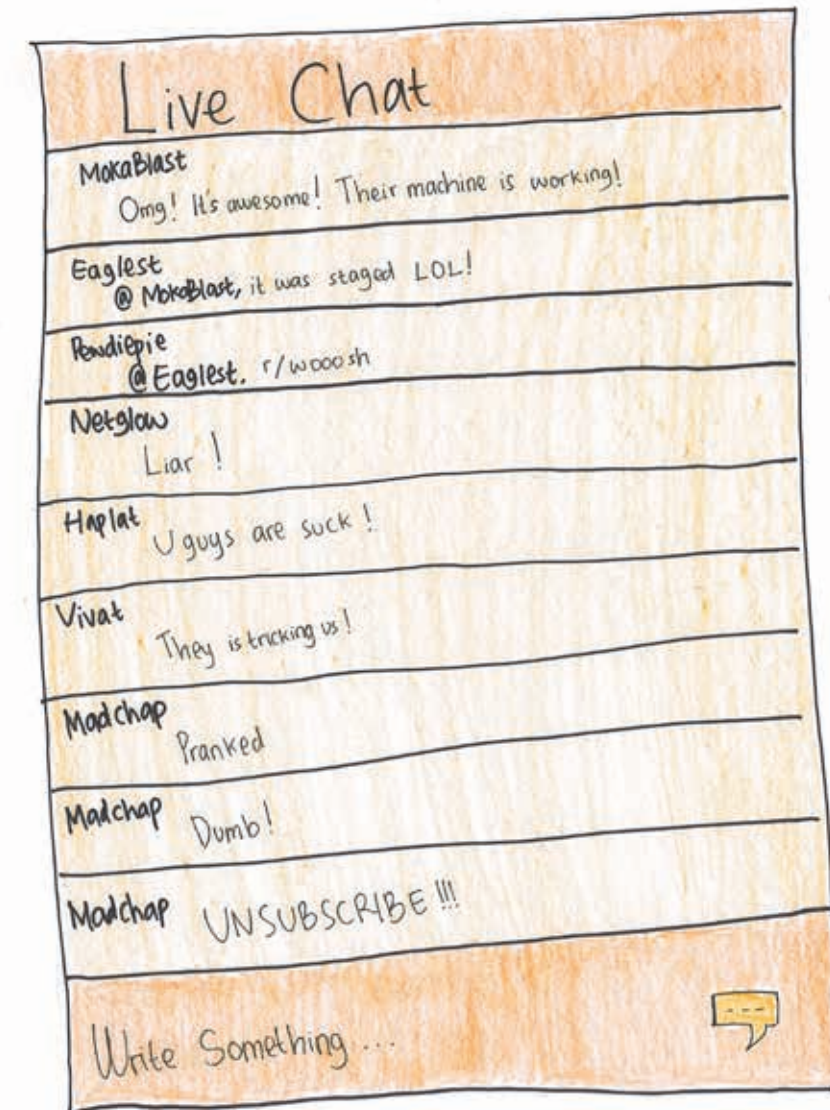 Live Chat
MokaBlast
Omg! It's awesome! Their machine is working!
Eaglest
@ MokaBlast, it was staged LOL!
Pewdiepie
@ Eaglest. r/wooosh
Netglow
Liar !
Haplat
U guys are suck !
Vivat
They is tricking us!
Madchap
Pranked
Madchap
Dumb!
Madchap
UNSUBSCRIBE !!!
Write Something ...